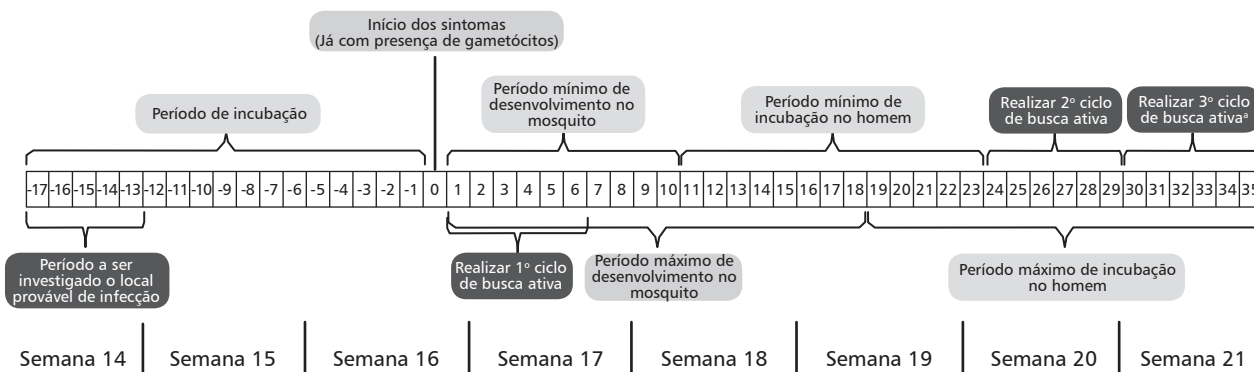 Início dos sintomas
(Já com presença de gametócitos)
Período de incubação
Período mínimo de
desenvolvimento no
mosquito
Período mínimo de
incubação no homem
Realizar 2º ciclo
de busca ativa
Realizar 3º ciclo
de busca ativaª
-17 -16 -15 -14 -13 -12 -11 -10 -9 -8 -7 -6 -5 -4 -3 -2 -1 0 1 2 3 4 5 6 7 8 9 10 11 12 13 14 15 16 17 18 19 20 21 22 23 24 25 26 27 28 29 30 31 32 33 34 35
Período a ser
investigado o local
provável de infecção
Realizar 1º ciclo
de busca ativa
Período máximo de
desenvolvimento no
mosquito
Período máximo de incubação
no homem
Semana 14 Semana 15 Semana 16 Semana 17 Semana 18 Semana 19 Semana 20 Semana 21